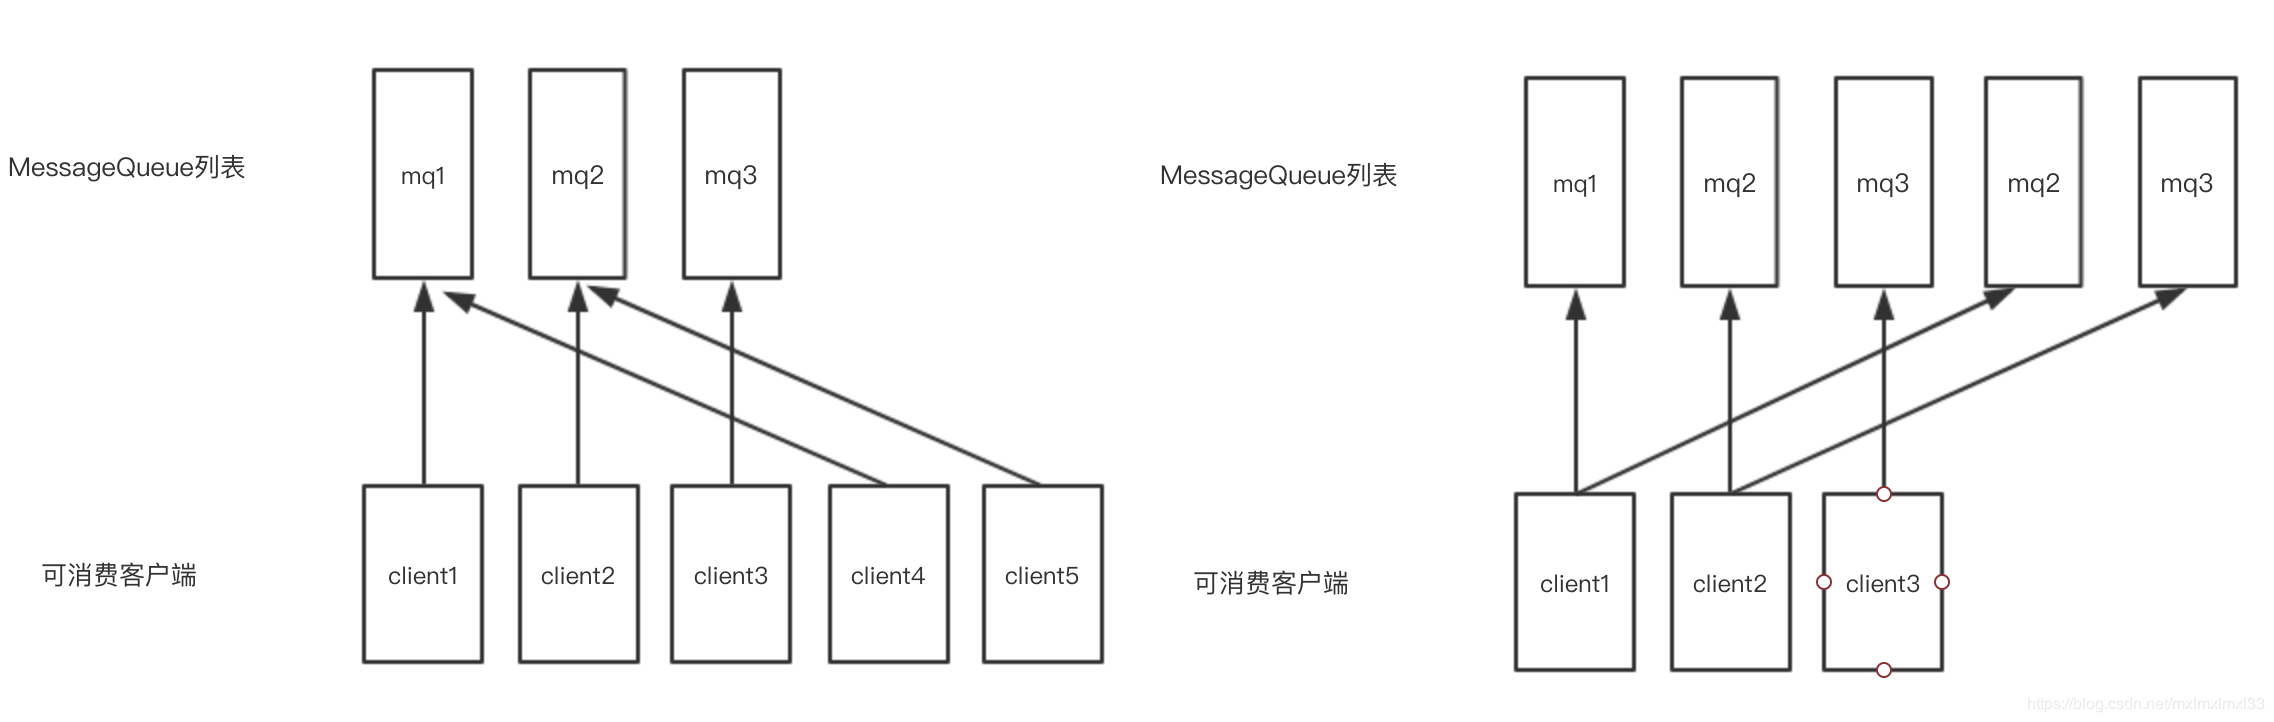 MessageQueue列表
mq1
mq2
mq3
可消费客户端
client1
client2
client3
client4
client5
MessageQueue列表
mq1
mq2
mq3
mq2
mq3
可消费客户端
client1
client2
client3
https://blog.csdn.net/mxlmxlmxl33